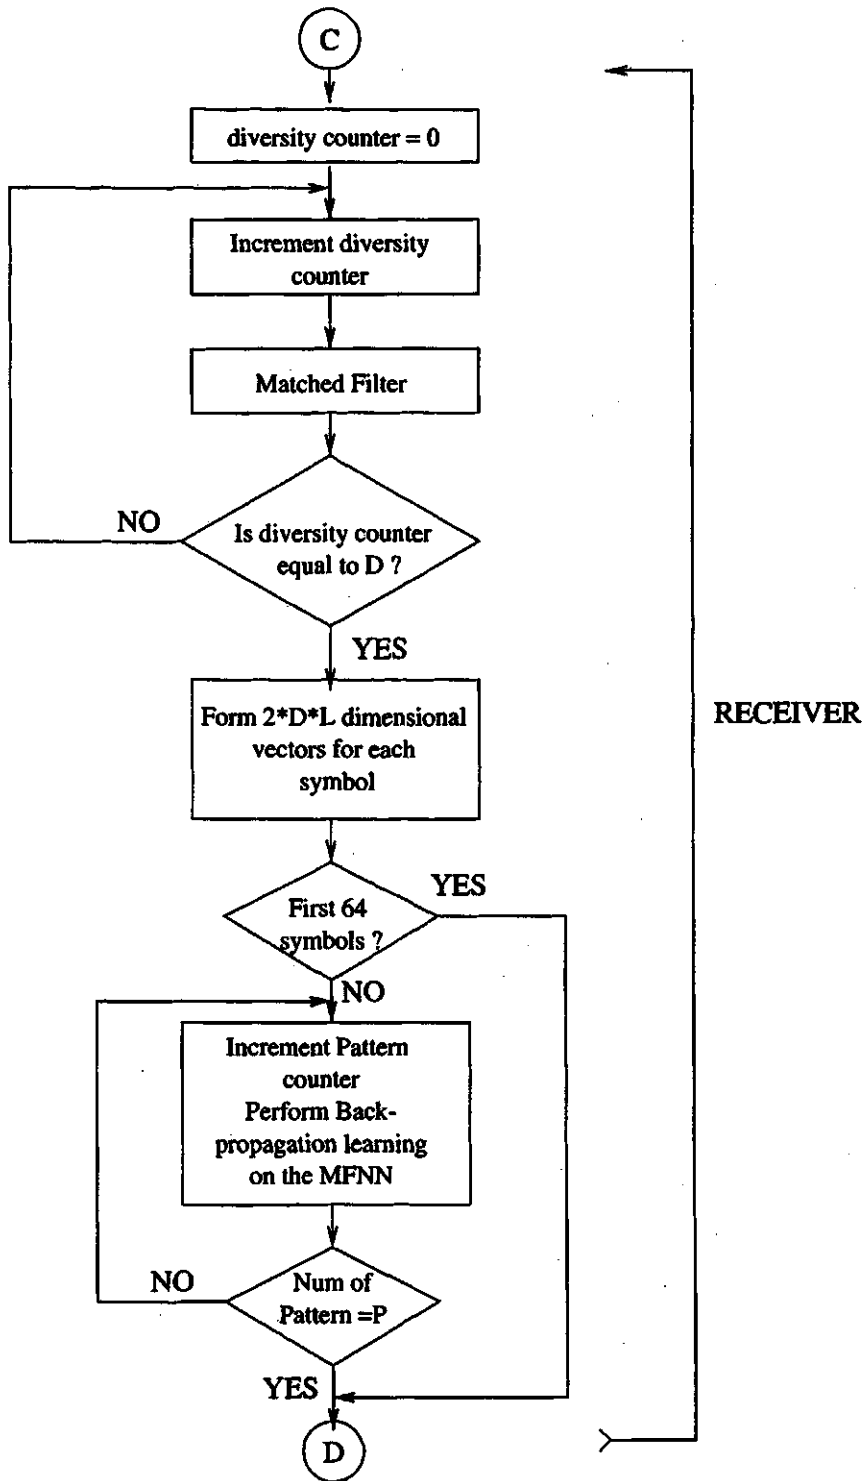 C
diversity counter = 0
Increment diversity
counter
Matched Filter
NO
Is diversity counter
equal to D ?
YES
Form 2*D*L dimensional
vectors for each
symbol
RECEIVER
YES
First 64
symbols ?
NO
Increment Pattern
counter
Perform Back-
propagation learning
on the MFNN
NO
Num of
Pattern =P
YES
D